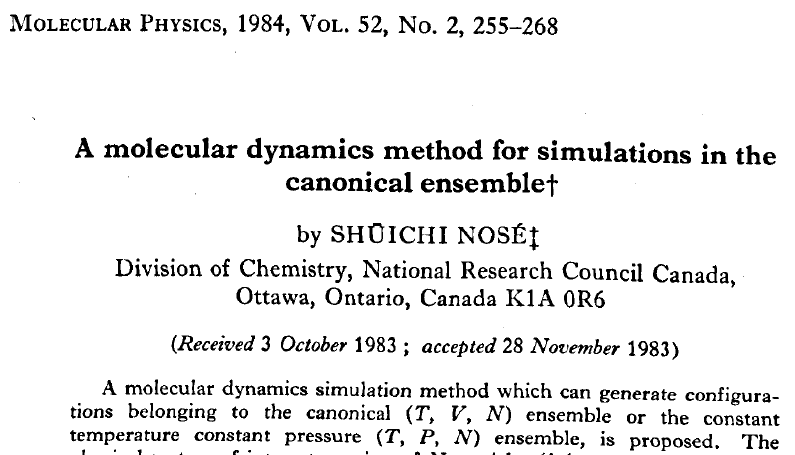 MOLECULAR PHYSICS, 1984, VOL. 52, NO. 2, 255–268
A molecular dynamics method for simulations in the
canonical ensemble†
by SHŪICHI NOSÉ‡
Division of Chemistry, National Research Council Canada,
Ottawa, Ontario, Canada K1A 0R6
(Received 3 October 1983 ; accepted 28 November 1983)
A molecular dynamics simulation method which can generate configura-
tions belonging to the canonical (T, V, N) ensemble or the constant
temperature constant pressure (T, P, N) ensemble, is proposed. The